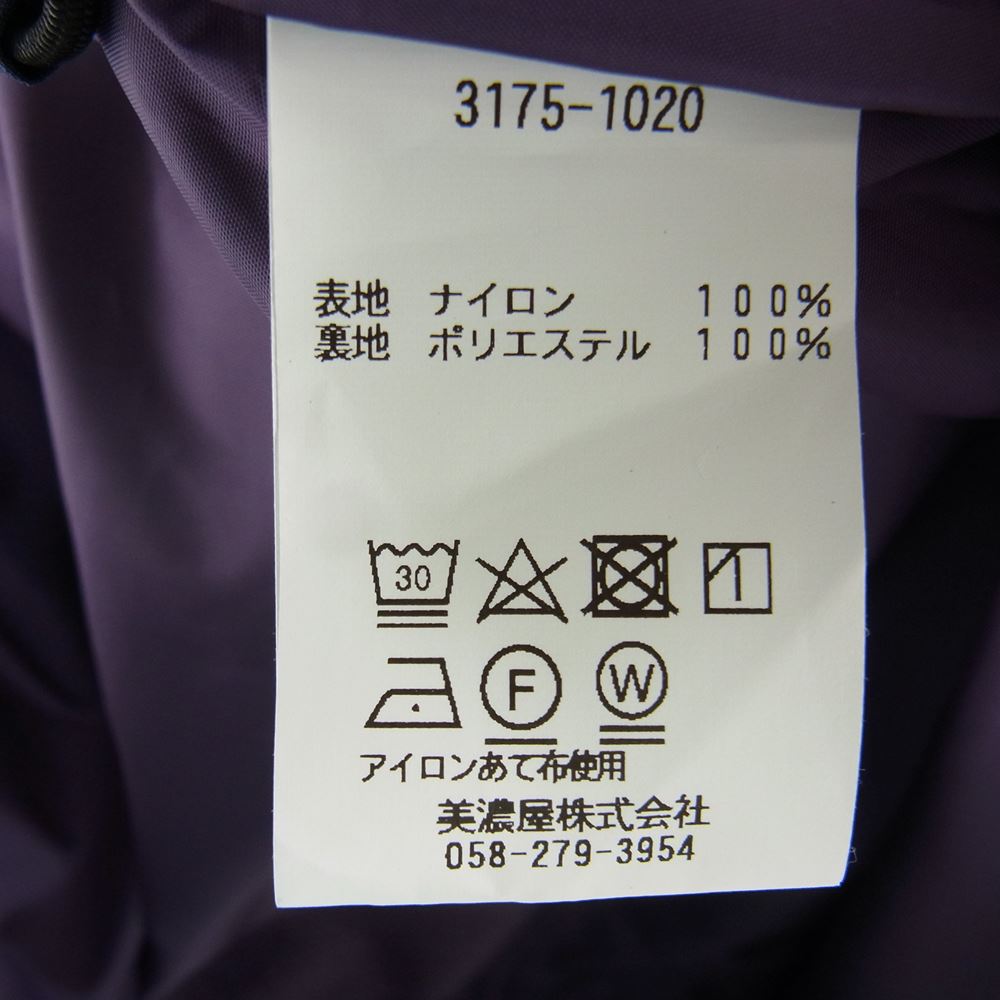 3175-1020
表地 ナイロン 100%
裏地 ポリエステル 100%
30 1
F W
アイロンあて布使用
美濃屋株式会社
058-279-3954